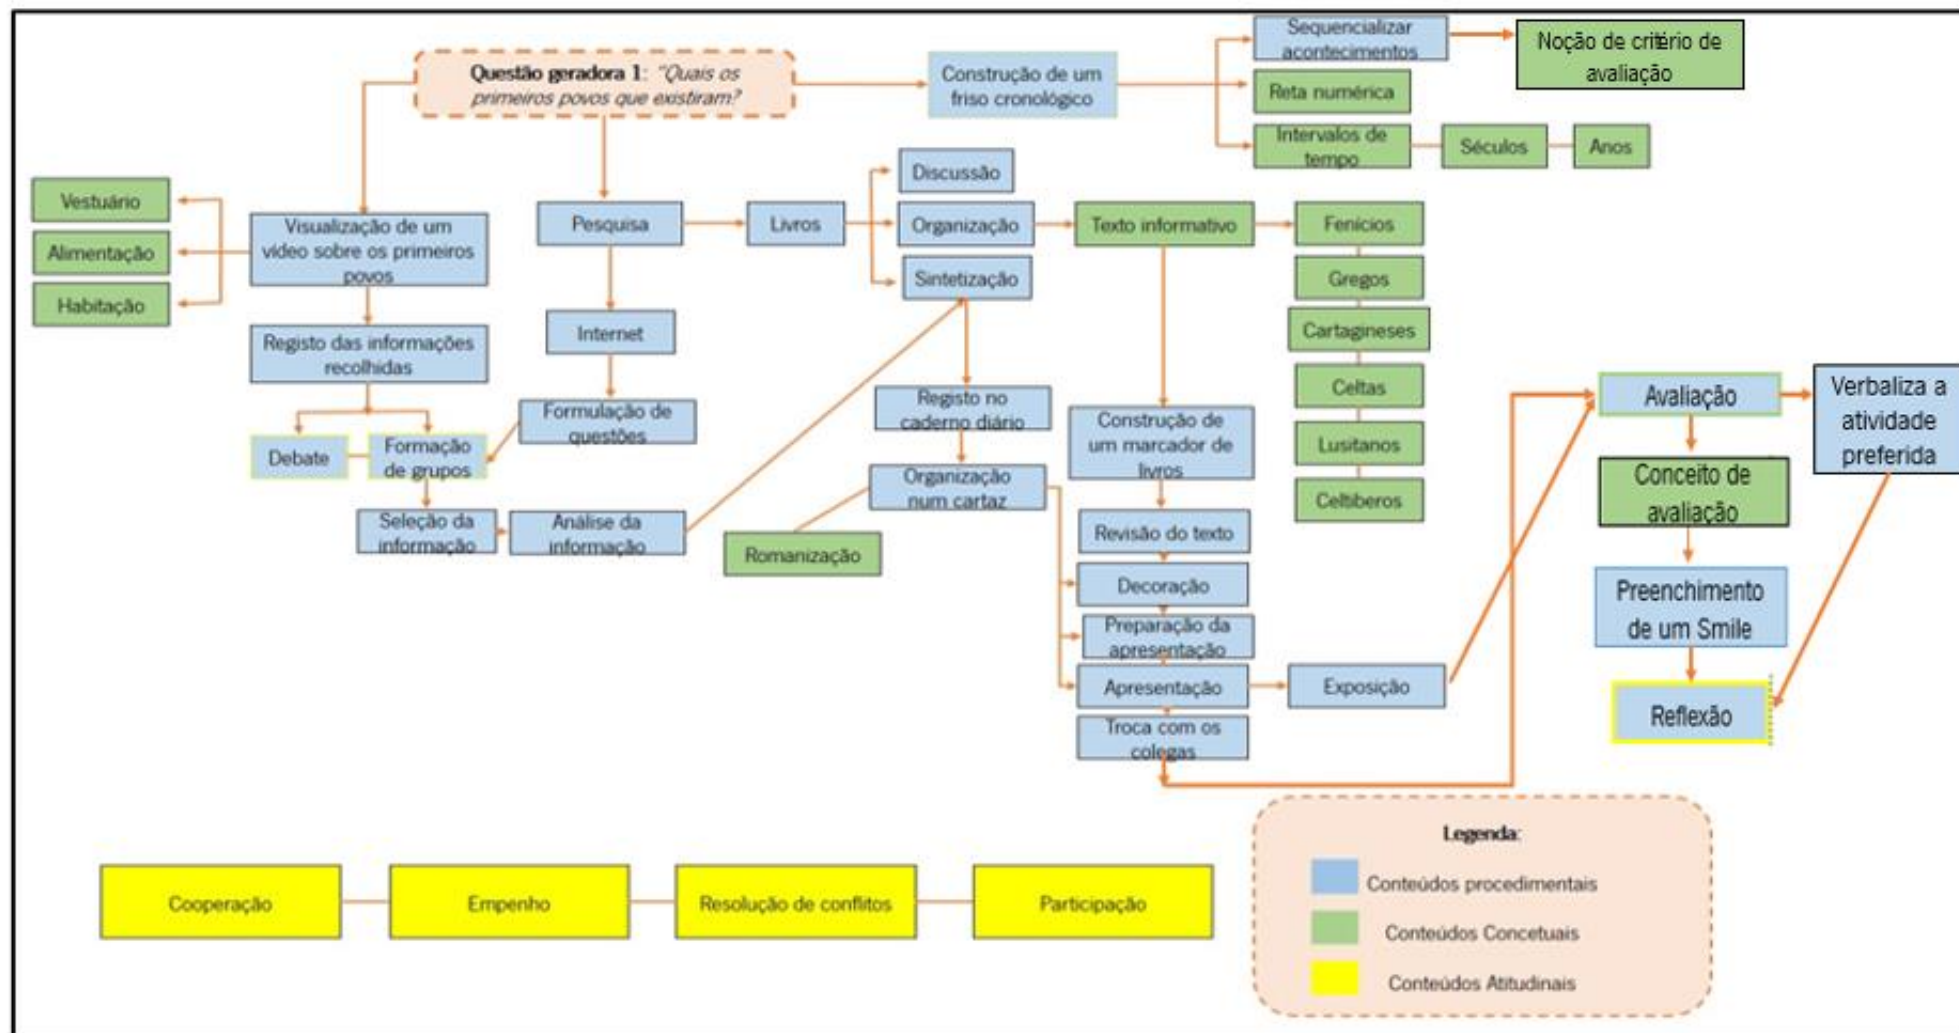 Questão geradora 1: "Quais os
primeiros povos que existiram?
Construção de um
friso cronológico
Sequencializar
acontecimentos
Noção de critério de
avaliação
Reta numérica
Intervalos de
tempo
Séculos
Anos
Vestuário
Alimentação
Habitação
Visualização de um
vídeo sobre os primeiros
povos
Registo das informações
recolhidas
Debate
Formação
de grupos
Pesquisa
Internet
Formulação de
questões
Seleção da
informação
Análise da
informação
Livros
Discussão
Organização
Sintetização
Registo no
caderno diário
Organização
num cartaz
Romanização
Texto informativo
Construção de
um marcador de
livros
Revisão do texto
Decoração
Preparação da
apresentação
Apresentação
Troca com os
colegas
Exposição
Fenícios
Gregos
Cartagineses
Celtas
Lusitanos
Celtiberos
Avaliação
Verbaliza a
atividade
preferida
Conceito de
avaliação
Preenchimento
de um Smile
Reflexão
Cooperação
Empenho
Resolução de conflitos
Participação
Legenda:
Conteúdos procedimentais
Conteúdos Concetuais
Conteúdos Atitudinais